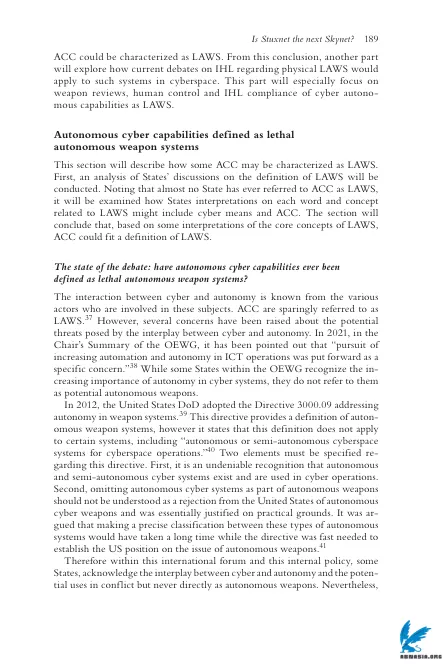 Is Stuxnet the next Skynet? 189
ACC could be characterized as LAWS. From this conclusion, another part
will explore how current debates on IHL regarding physical LAWS would
apply to such systems in cyberspace. This part will especially focus on
weapon reviews, human control and IHL compliance of cyber autono-
mous capabilities as LAWS.
Autonomous cyber capabilities defined as lethal
autonomous weapon systems
This section will describe how some ACC may be characterized as LAWS.
First, an analysis of States’ discussions on the definition of LAWS will be
conducted. Noting that almost no State has ever referred to ACC as LAWS,
it will be examined how States interpretations on each word and concept
related to LAWS might include cyber means and ACC. The section will
conclude that, based on some interpretations of the core concepts of LAWS,
ACC could fit a definition of LAWS.
The state of the debate: have autonomous cyber capabilities ever been
defined as lethal autonomous weapon systems?
The interaction between cyber and autonomy is known from the various
actors who are involved in these subjects. ACC are sparingly referred to as
LAWS.37 However, several concerns have been raised about the potential
threats posed by the interplay between cyber and autonomy. In 2021, in the
Chair’s Summary of the OEWG, it has been pointed out that “pursuit of
increasing automation and autonomy in ICT operations was put forward as a
specific concern.”38 While some States within the OEWG recognize the in-
creasing importance of autonomy in cyber systems, they do not refer to them
as potential autonomous weapons.
In 2012, the United States DoD adopted the Directive 3000.09 addressing
autonomy in weapon systems.39 This directive provides a definition of auton-
omous weapon systems, however it states that this definition does not apply
to certain systems, including “autonomous or semi-autonomous cyberspace
systems for cyberspace operations.”40 Two elements must be specified re-
garding this directive. First, it is an undeniable recognition that autonomous
and semi-autonomous cyber systems exist and are used in cyber operations.
Second, omitting autonomous cyber systems as part of autonomous weapons
should not be understood as a rejection from the United States of autonomous
cyber weapons and was essentially justified on practical grounds. It was ar-
gued that making a precise classification between these types of autonomous
systems would have taken a long time while the directive was fast needed to
establish the US position on the issue of autonomous weapons.41
Therefore within this international forum and this internal policy, some
States, acknowledge the interplay between cyber and autonomy and the poten-
tial uses in conflict but never directly as autonomous weapons. Nevertheless,